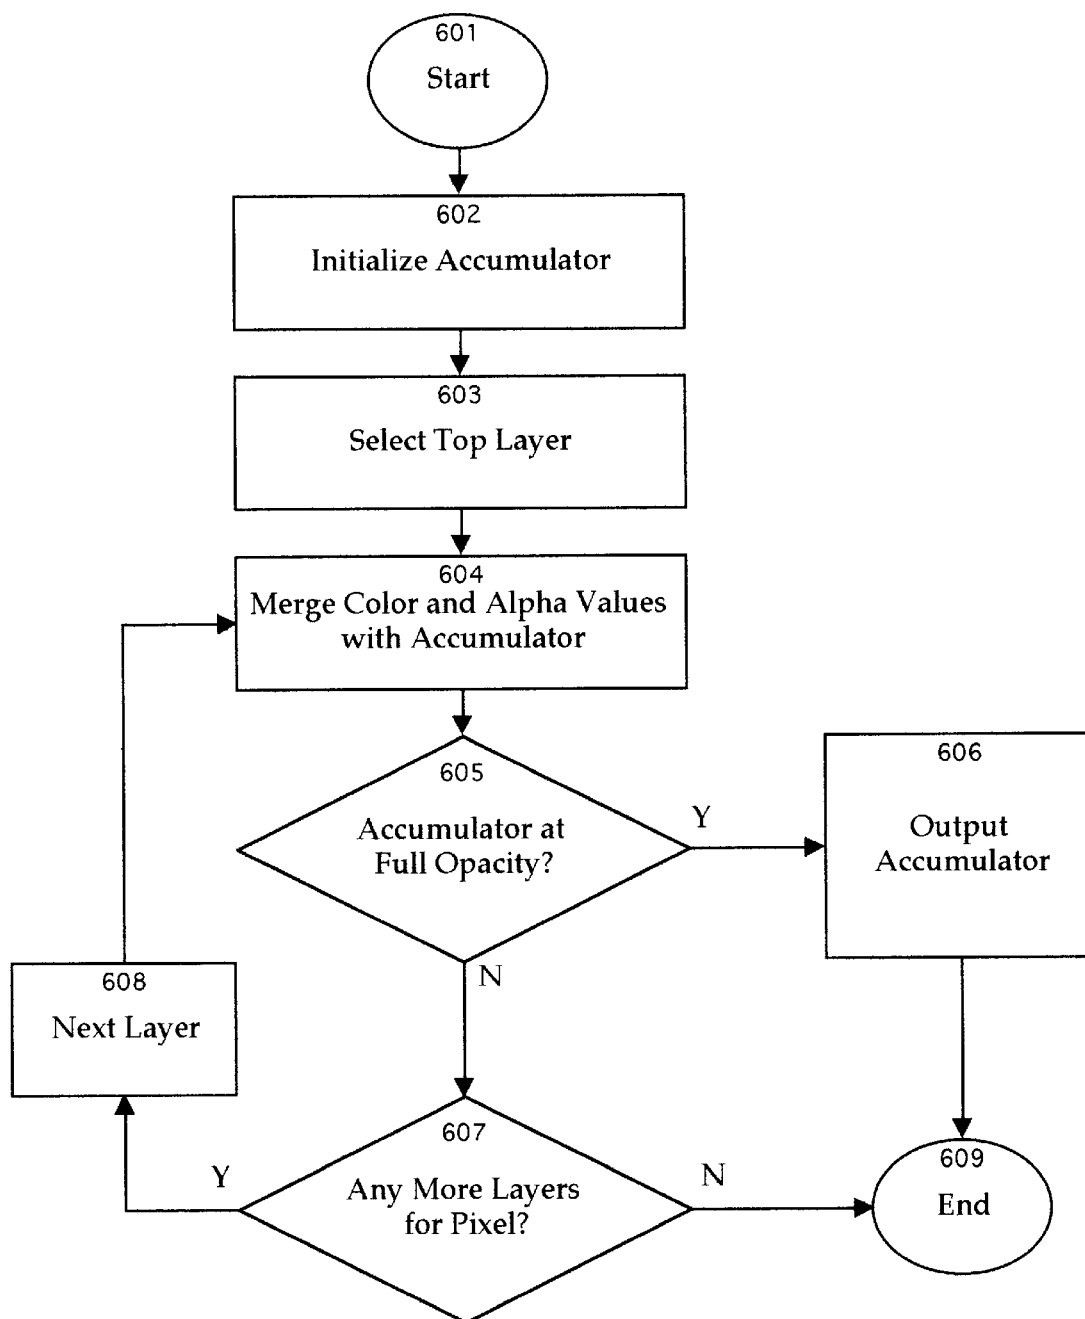 601
Start
602
Initialize Accumulator
603
Select Top Layer
604
Merge Color and Alpha Values
with Accumulator
605
Accumulator at
Full Opacity?
Y
606
Output
Accumulator
N
608
Next Layer
607
Any More Layers
for Pixel?
Y
N
609
End